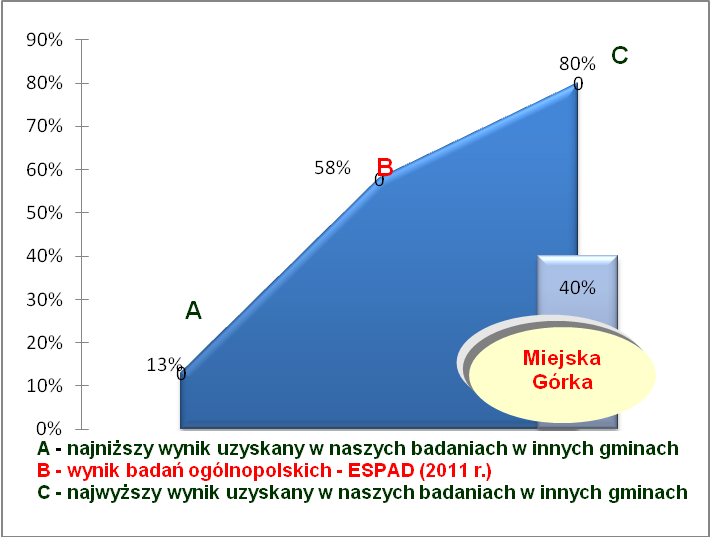 90%
80%
70%
60%
50%
40%
30%
20%
10%
0%
80%
C
0
58%
B
0
A
13%
0
40%
Miejska
Górka
A - najniższy wynik uzyskany w naszych badaniach w innych gminach
B - wynik badań ogólnopolskich - ESPAD (2011 r.)
C - najwyższy wynik uzyskany w naszych badaniach w innych gminach